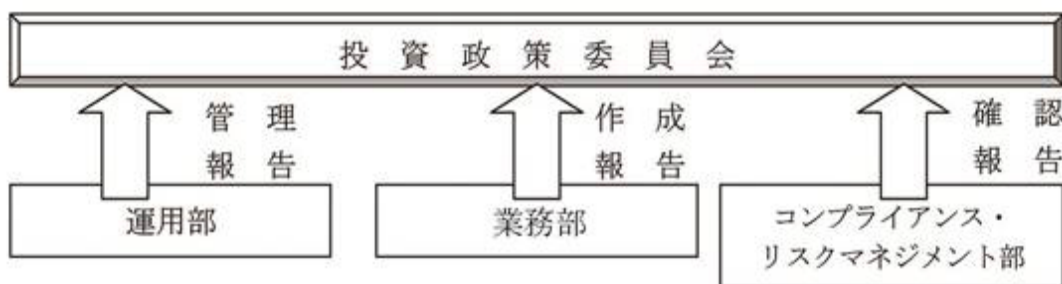 投資政策委員会
管理
報告
作成
報告
確認
報告
運用部
業務部
コンプライアンス・
リスクマネジメント部